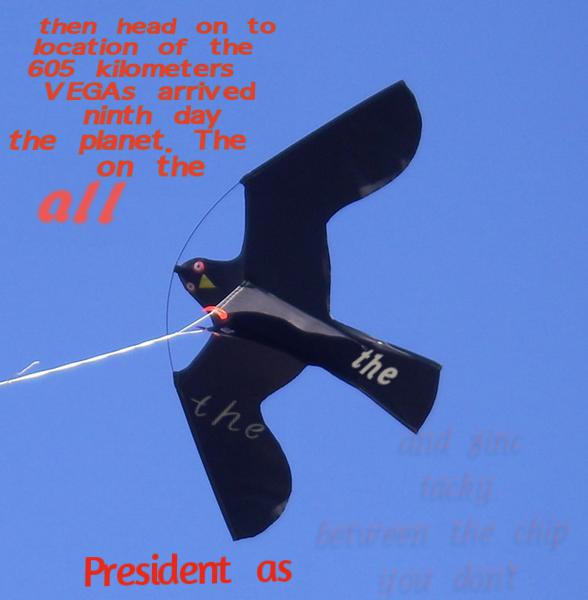 then head on to
location of the
605 kilometers
VEGAs arrived
ninth day
the planet. The
on the
all
the
the
and zinc
tacky
between the chip
you don't
President as